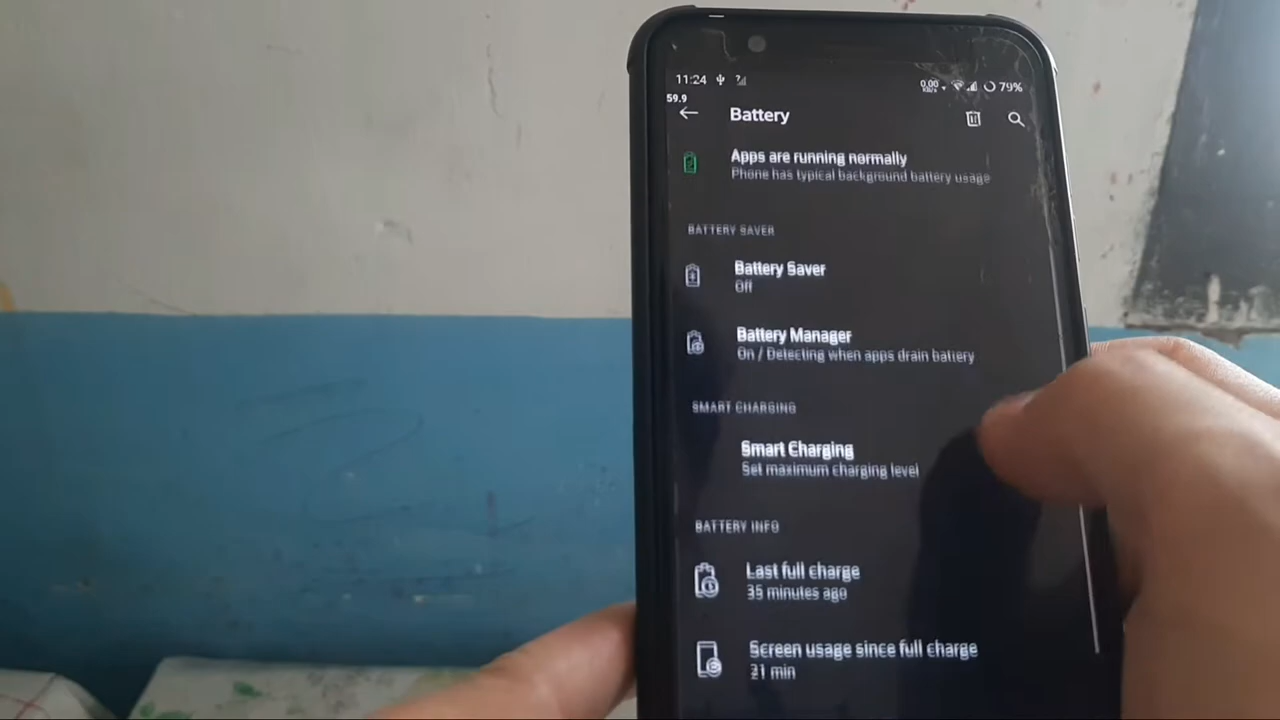 11:24
0.00
79%
59.9
Battery
Apps are running normally
Phone has typical background battery usage
BATTERY SAVER
Battery Saver
Off
Battery Manager
On / Detecting when apps drain battery
SMART CHARGING
Smart Charging
Set maximum charging level
BATTERY INFO
Last full charge
35 minutes ago
Screen usage since full charge
21 min